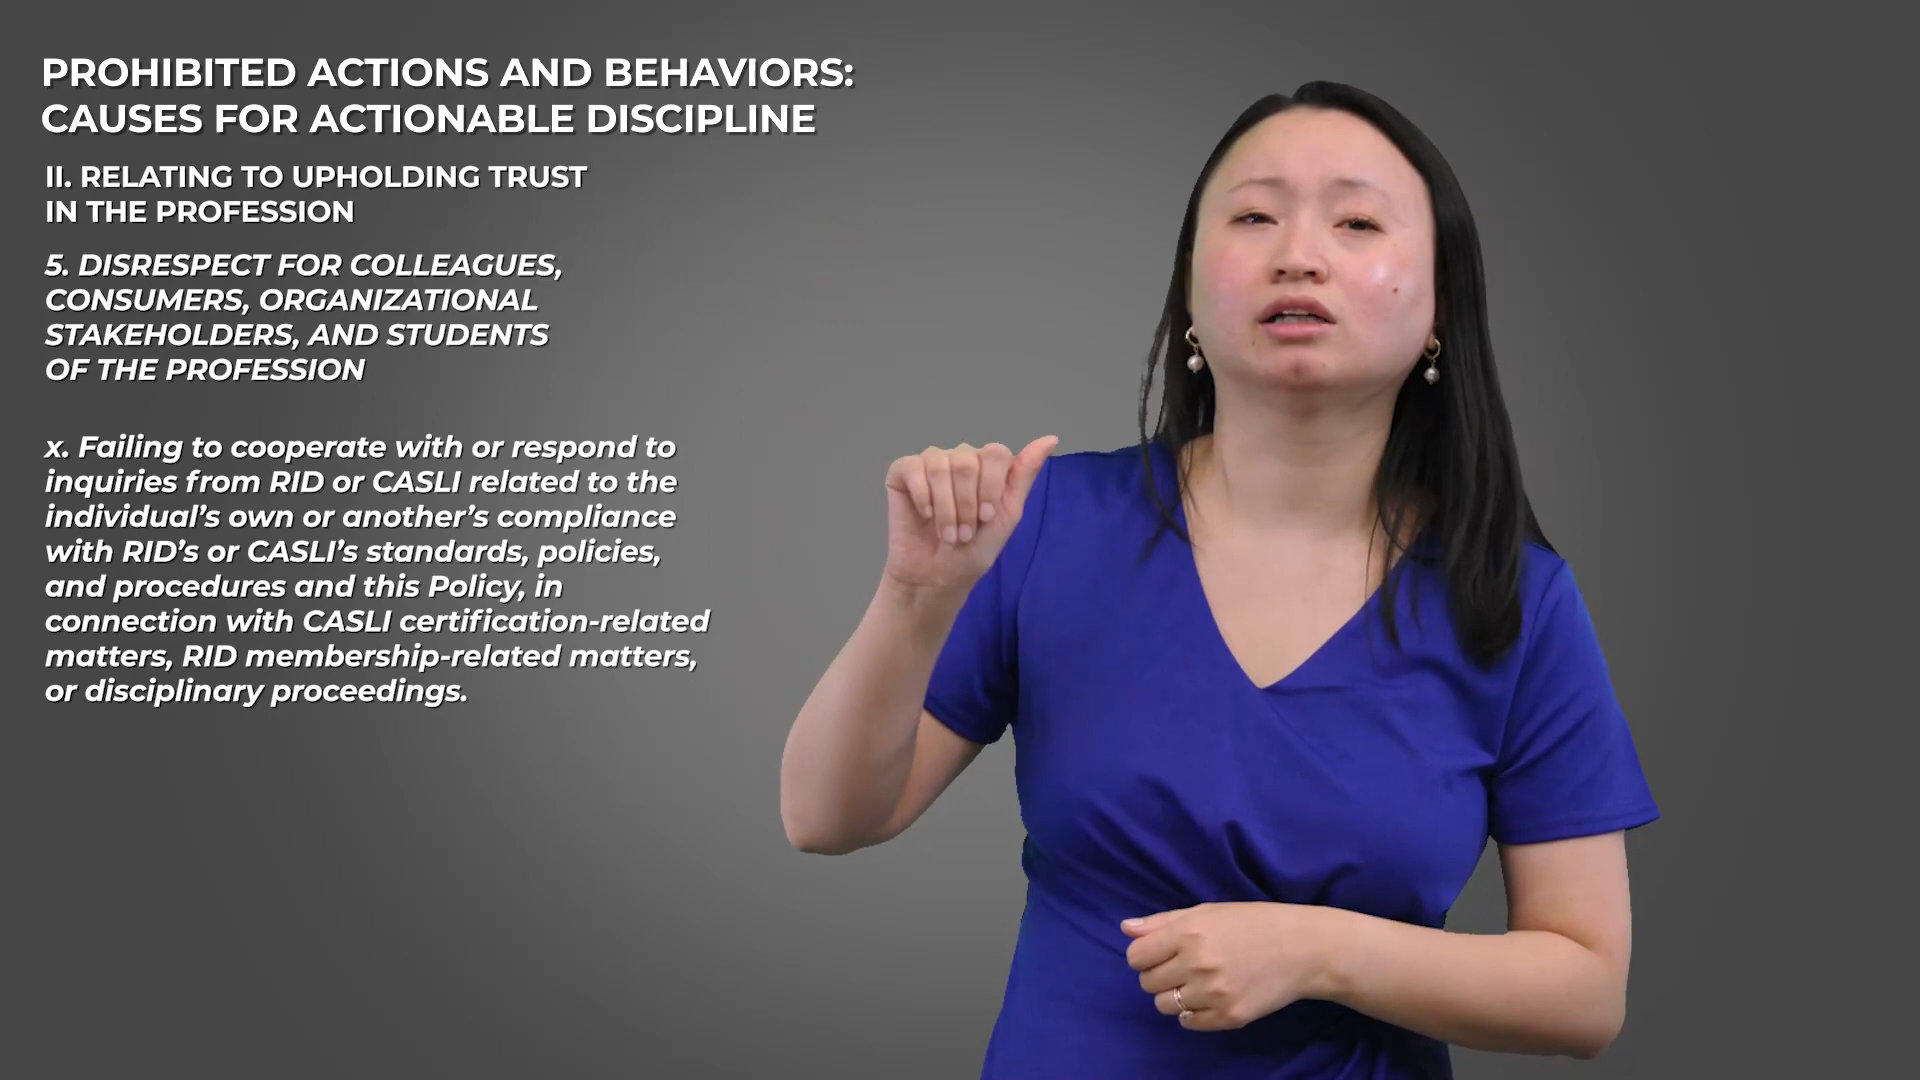 PROHIBITED ACTIONS AND BEHAVIORS:
CAUSES FOR ACTIONABLE DISCIPLINE
II. RELATING TO UPHOLDING TRUST
IN THE PROFESSION
5. DISRESPECT FOR COLLEAGUES,
CONSUMERS, ORGANIZATIONAL
STAKEHOLDERS, AND STUDENTS
OF THE PROFESSION
x. Failing to cooperate with or respond to
inquiries from RID or CASLI related to the
individual’s own or another’s compliance
with RID’s or CASLI’s standards, policies,
and procedures and this Policy, in
connection with CASLI certification-related
matters, RID membership-related matters,
or disciplinary proceedings.